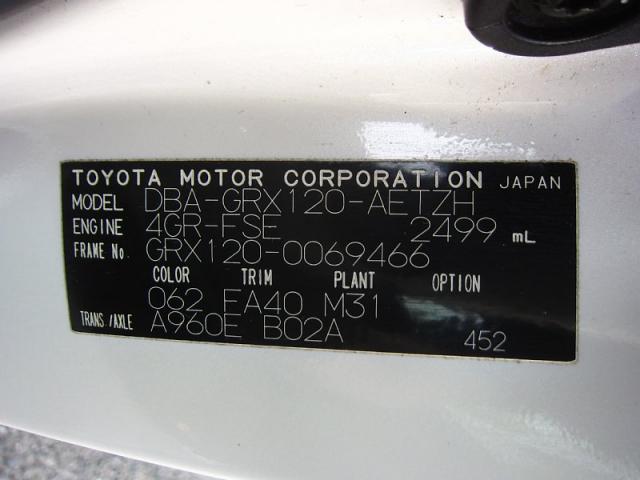 TOYOTA MOTOR CORPORATION JAPAN
MODEL DBA-GRX120-AETZH
ENGINE 4GR-FSE 2499 mL
FRAME No. GRX120-0069466
COLOR TRIM PLANT OPTION
062 FA40 M31
TRANS./AXLE A960E B02A
452